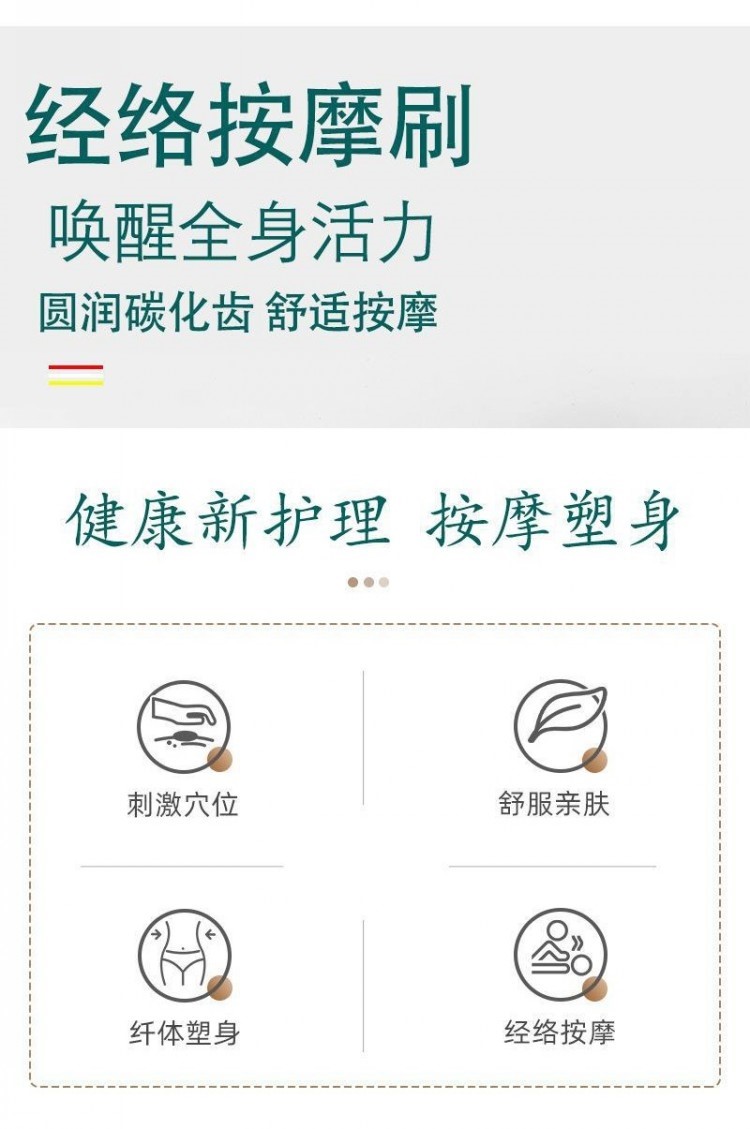 经络按摩刷
唤醒全身活力
圆润碳化齿 舒适按摩
健康新护理 按摩塑身
刺激穴位
舒服亲肤
纤体塑身
经络按摩